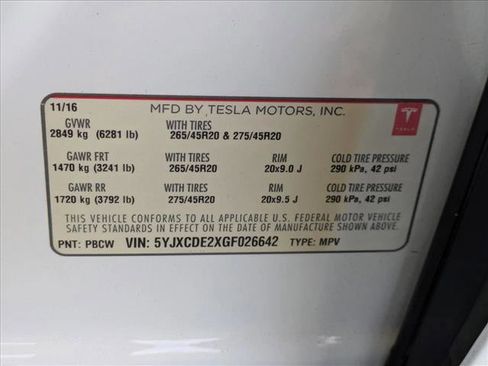 11/16 MFD BY TESLA MOTORS, INC.
GVWR WITH TIRES
2849 kg (6281 lb) 265/45R20 & 275/45R20
GAWR FRT WITH TIRES RIM COLD TIRE PRESSURE
1470 kg (3241 lb) 265/45R20 20x9.0 J 290 kPa, 42 psi
GAWR RR WITH TIRES RIM COLD TIRE PRESSURE
1720 kg (3792 lb) 275/45R20 20x9.5 J 290 kPa, 42 psi
THIS VEHICLE CONFORMS TO ALL APPLICABLE U.S. FEDERAL MOTOR VEHICLE
SAFETY STANDARDS IN EFFECT ON THE DATE OF MANUFACTURE SHOWN ABOVE.
PNT: PBCW VIN: 5YJXCDE2XGF026642 TYPE: MPV
TESLA